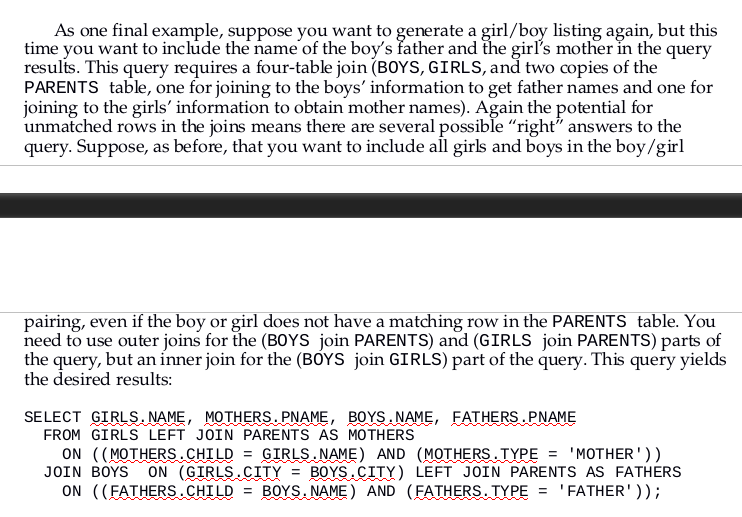 As one final example, suppose you want to generate a girl/boy listing again, but this
time you want to include the name of the boy's father and the girl's mother in the query
results. This query requires a four-table join (BOYS, GIRLS, and two copies of the
PARENTS table, one for joining to the boys' information to get father names and one for
joining to the girls' information to obtain mother names). Again the potential for
unmatched rows in the joins means there are several possible "right" answers to the
query. Suppose, as before, that you want to include all girls and boys in the boy/girl
pairing, even if the boy or girl does not have a matching row in the PARENTS table. You
need to use outer joins for the (BOYS join PARENTS) and (GIRLS join PARENTS) parts of
the query, but an inner join for the (BOYS join GIRLS) part of the query. This query yields
the desired results:
SELECT GIRLS.NAME, MOTHERS.PNAME, BOYS.NAME, FATHERS.PNAME
FROM GIRLS LEFT JOIN PARENTS AS MOTHERS
ON ((MOTHERS.CHILD = GIRLS.NAME) AND (MOTHERS.TYPE = 'MOTHER'))
JOIN BOYS ON (GIRLS.CITY = BOYS.CITY) LEFT JOIN PARENTS AS FATHERS
ON ((FATHERS.CHILD = BOYS.NAME) AND (FATHERS.TYPE = 'FATHER'));